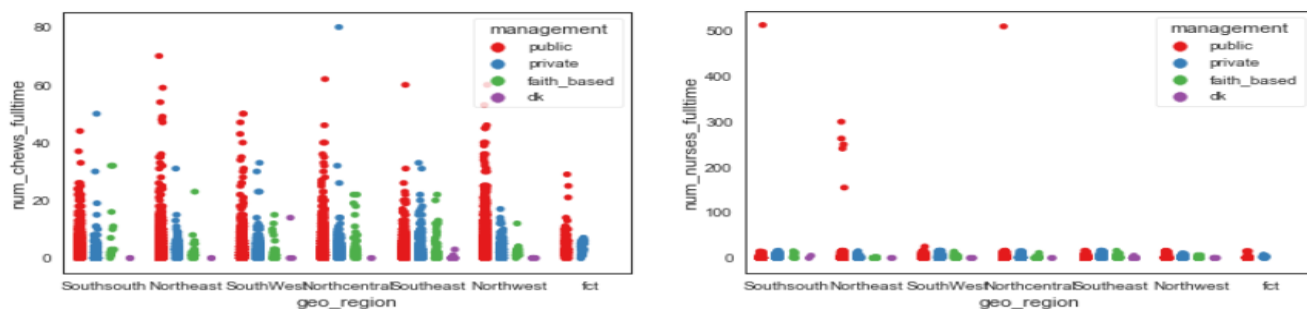 num_chews_fulltime
80
60
40
20
0
management
public
private
faith_based
dk
Southsouth Northeast SouthWest Northcentral Southeast Northwest fct
geo_region
num_nurses_fulltime
500
400
300
200
100
0
management
public
private
faith_based
dk
Southsouth Northeast SouthWest Northcentral Southeast Northwest fct
geo_region